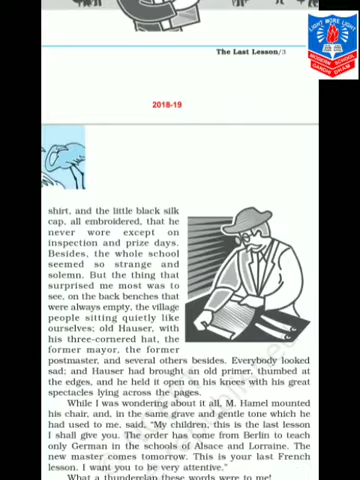 LIGHT MORE LIGHT
MODERN SCHOOL
GANDHI DHAM
The Last Lesson/3
2018-19
shirt, and the little black silk
cap, all embroidered, that he
never wore except on
inspection and prize days.
Besides, the whole school
seemed so strange and
solemn. But the thing that
surprised me most was to
see, on the back benches that
were always empty, the village
people sitting quietly like
ourselves; old Hauser, with
his three-cornered hat, the
former mayor, the former
postmaster, and several others besides. Everybody looked
sad; and Hauser had brought an old primer, thumbed at
the edges, and he held it open on his knees with his great
spectacles lying across the pages.
While I was wondering about it all, M. Hamel mounted
his chair, and, in the same grave and gentle tone which he
had used to me, said, "My children, this is the last lesson
I shall give you. The order has come from Berlin to teach
only German in the schools of Alsace and Lorraine. The
new master comes tomorrow. This is your last French
lesson. I want you to be very attentive."
What a thunderclap these words were to me!